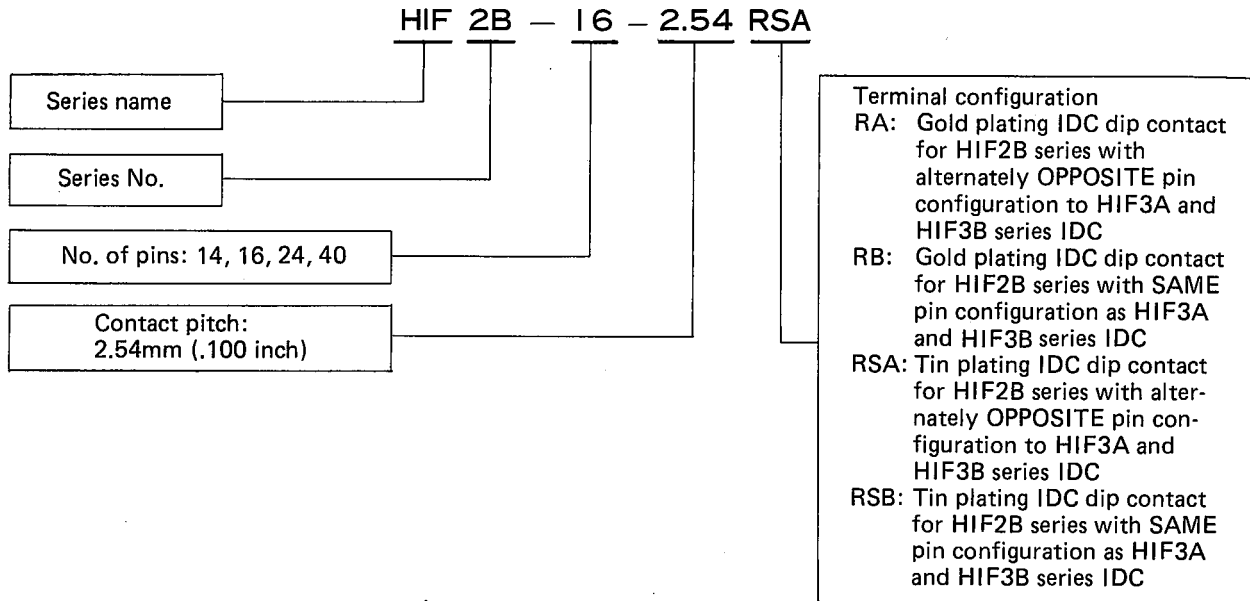 HIF 2B - 16 - 2.54 RSA
Series name
Series No.
No. of pins: 14, 16, 24, 40
Contact pitch:
2.54mm (.100 inch)
Terminal configuration
RA: Gold plating IDC dip contact
for HIF2B series with
alternately OPPOSITE pin
configuration to HIF3A and
HIF3B series IDC
RB: Gold plating IDC dip contact
for HIF2B series with SAME
pin configuration as HIF3A
and HIF3B series IDC
RSA: Tin plating IDC dip contact
for HIF2B series with alter-
nately OPPOSITE pin con-
figuration to HIF3A and
HIF3B series IDC
RSB: Tin plating IDC dip contact
for HIF2B series with SAME
pin configuration as HIF3A
and HIF3B series IDC